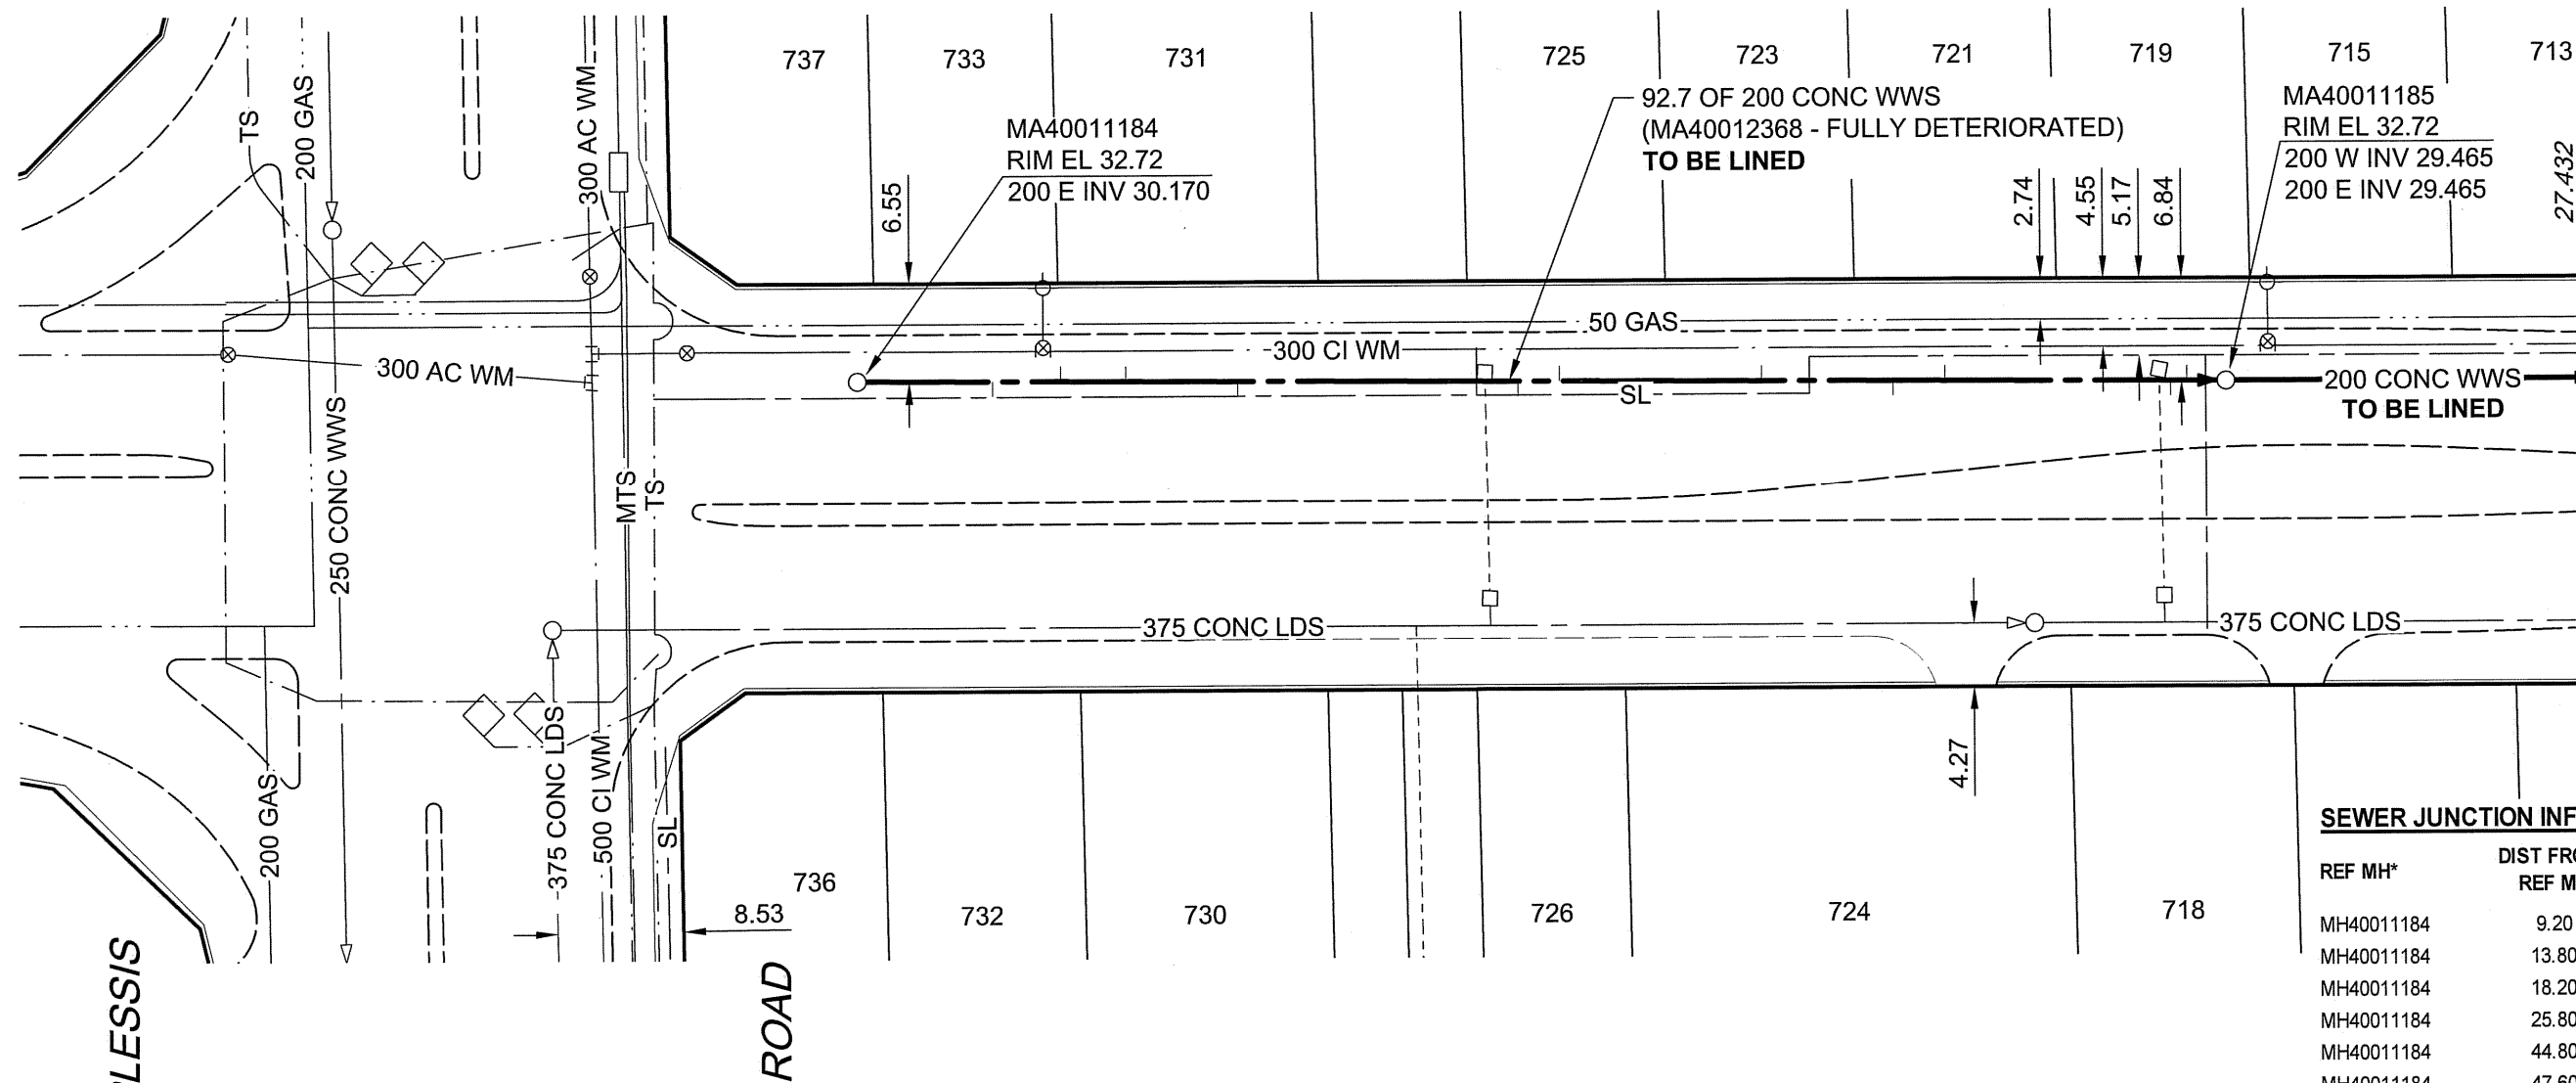 737
733
731
725
723
721
719
715
713
MA40011184
RIM EL 32.72
200 E INV 30.170
92.7 OF 200 CONC WWS
(MA40012368 - FULLY DETERIORATED)
TO BE LINED
MA40011185
RIM EL 32.72
200 W INV 29.465
200 E INV 29.465
27.432
TS
200 GAS
300 AC WM
6.55
2.74
4.55
5.17
6.84
50 GAS
300 CI WM
300 AC WM
SL
200 CONC WWS
TO BE LINED
250 CONC WWS
MTS
TS
375 CONC LDS
375 CONC LDS
200 GAS
375 CONC LDS
500 CI WM
SL
4.27
8.53
736
732
730
726
724
718
LESSIS
ROAD
SEWER JUNCTION INF
REF MH*
DIST FRO
REF M
MH40011184 9.20
MH40011184 13.80
MH40011184 18.20
MH40011184 25.80
MH40011184 44.80
MH40011184 47.60